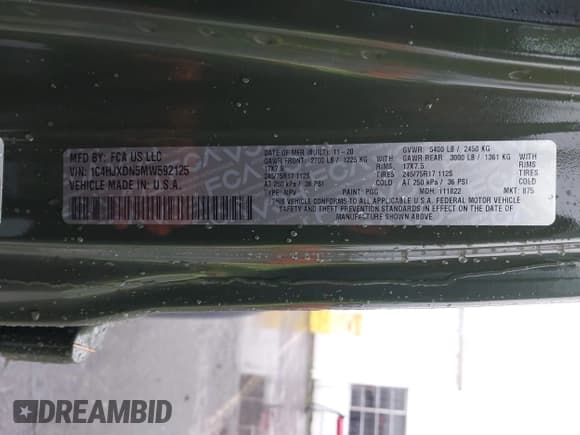 MFD BY: FCA US LLC
VIN: 1C4HJXDN5MW592125
VEHICLE MADE IN: U.S.A.
DATE OF MFR (BUILT): 11-20
GVWR: 5400 LB / 2450 KG
GAWR FRONT: 2700 LB / 1225 KG WITH
GAWR REAR: 3000 LB / 1361 KG WITH
17X7.5 RIMS
17X7.5 RIMS
245/75R17 112S TIRES
245/75R17 112S TIRES
AT 250 kPa / 36 PSI COLD
AT 250 kPa / 36 PSI COLD
TYPE: MPV PAINT: PGG MDH: 111822 MKT: 875
THIS VEHICLE CONFORMS TO ALL APPLICABLE U.S.A. FEDERAL MOTOR VEHICLE
SAFETY AND THEFT PREVENTION STANDARDS IN EFFECT ON
THE DATE OF MANUFACTURE SHOWN ABOVE.
DREAMBID